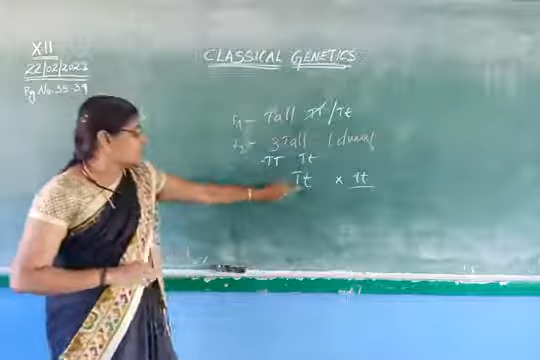 XII
22/02/2023
Pg No. 35-39
CLASSICAL GENETICS
F1 - Tall TT/Tt
F2 - 3 Tall 1 dwarf
TT Tt
Tt × tt